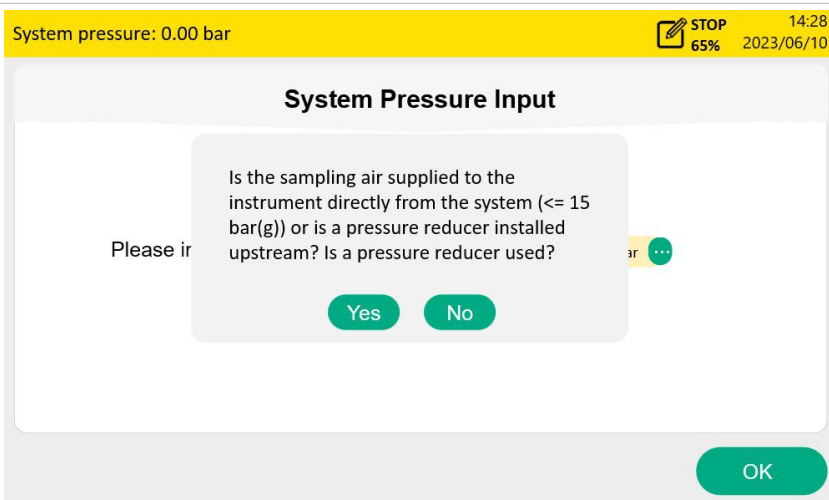 System pressure: 0.00 bar
STOP
65%
14:28
2023/06/10
System Pressure Input
Is the sampling air supplied to the
instrument directly from the system (<= 15
bar(g)) or is a pressure reducer installed
upstream? Is a pressure reducer used?
Please
Yes No
OK